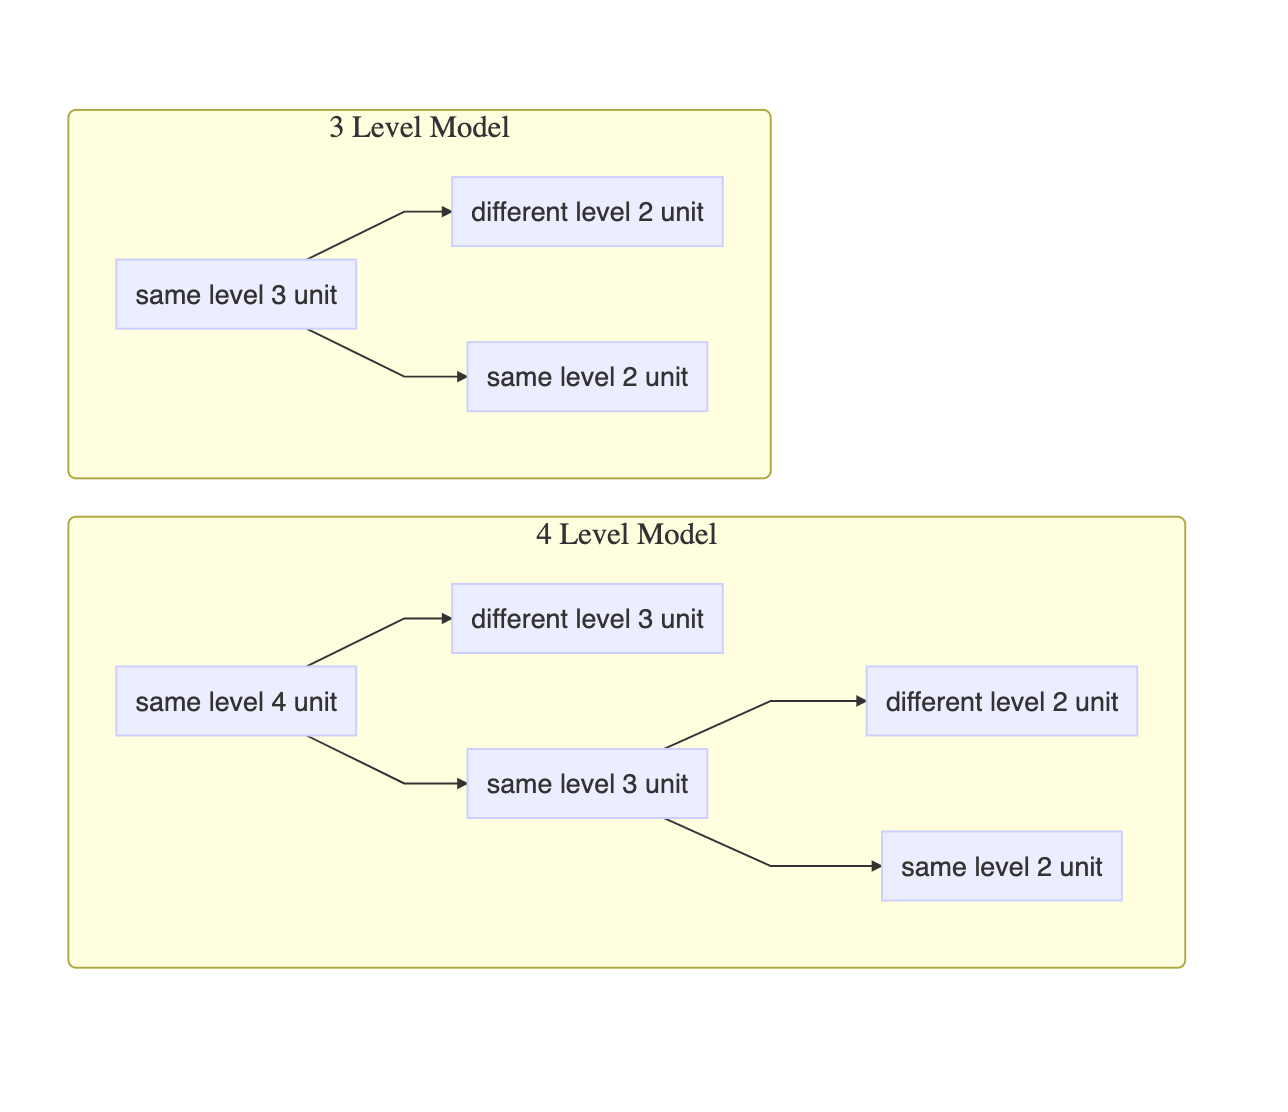 3 Level Model
different level 2 unit
same level 3 unit
same level 2 unit
4 Level Model
different level 3 unit
same level 4 unit
different level 2 unit
same level 3 unit
same level 2 unit